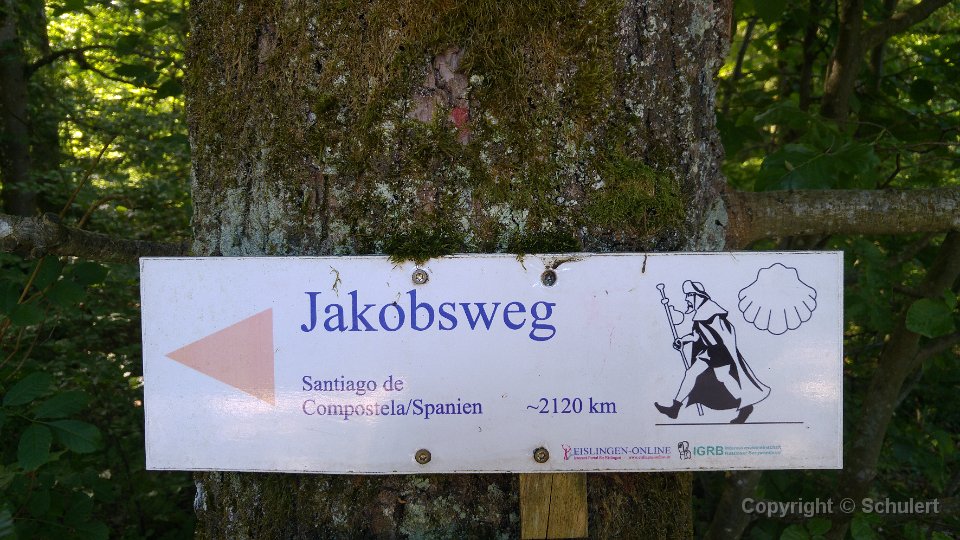 Jakobsweg
Santiago de
Compostela/Spanien ~2120 km
EISLINGEN-ONLINE
IGRB
Copyright © Schulert